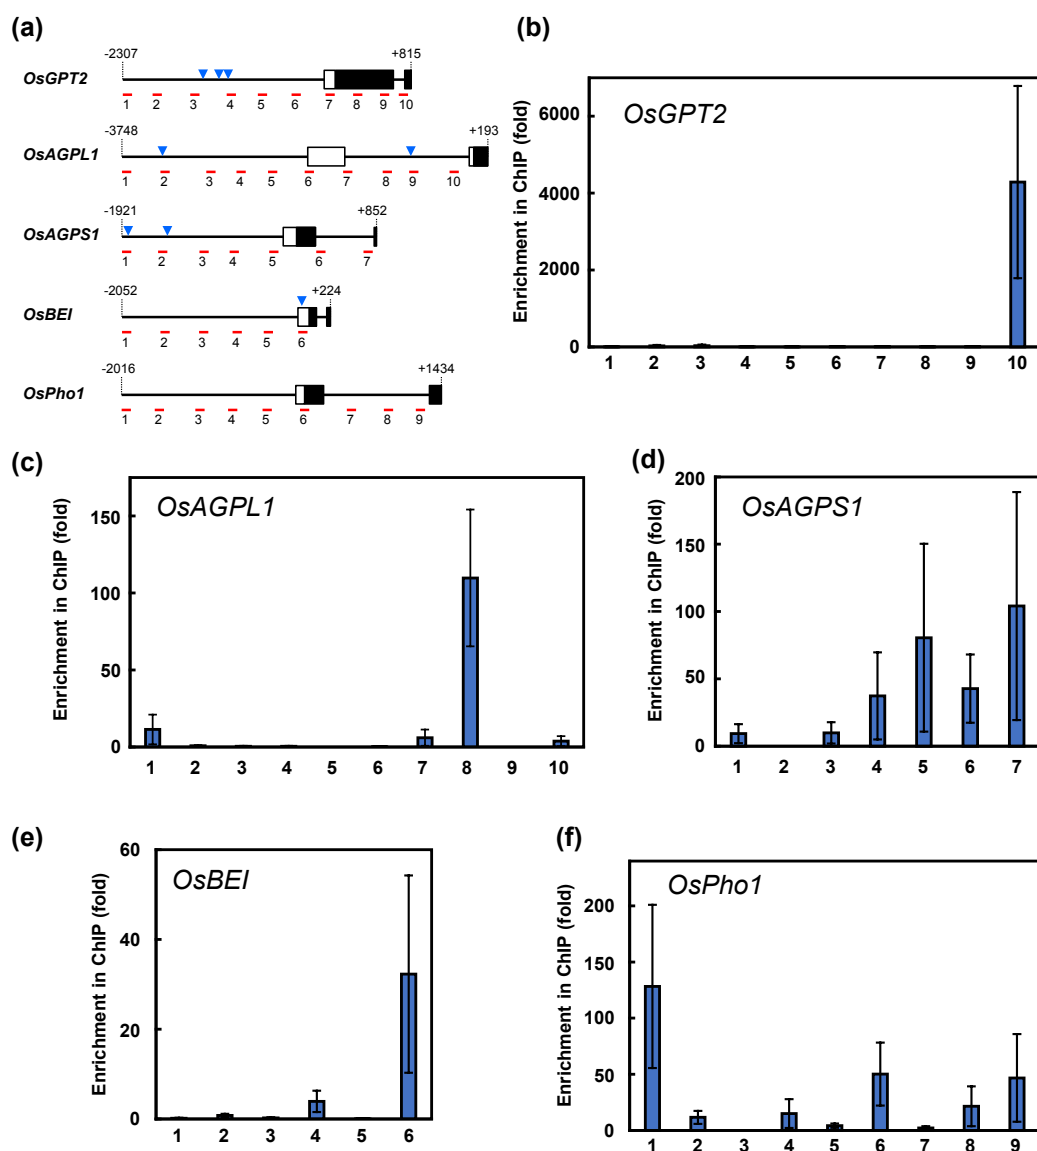 (a)
-2307
+815
OsGPT2
1 2 3 4 5 6 7 8 9 10
-3748
+193
OsAGPL1
1 2 3 4 5 6 7 8 9 10
-1921
+852
OsAGPS1
1 2 3 4 5 6 7
-2052
+224
OsBEI
1 2 3 4 5 6
-2016
+1434
OsPho1
1 2 3 4 5 6 7 8 9
(b)
Enrichment in ChIP (fold)
OsGPT2
6000
4000
2000
0
1 2 3 4 5 6 7 8 9 10
(c)
Enrichment in ChIP (fold)
OsAGPL1
150
100
50
0
1 2 3 4 5 6 7 8 9 10
(d)
Enrichment in ChIP (fold)
OsAGPS1
200
150
100
50
0
1 2 3 4 5 6 7
(e)
Enrichment in ChIP (fold)
OsBEI
60
40
20
0
1 2 3 4 5 6
(f)
Enrichment in ChIP (fold)
OsPho1
200
150
100
50
0
1 2 3 4 5 6 7 8 9